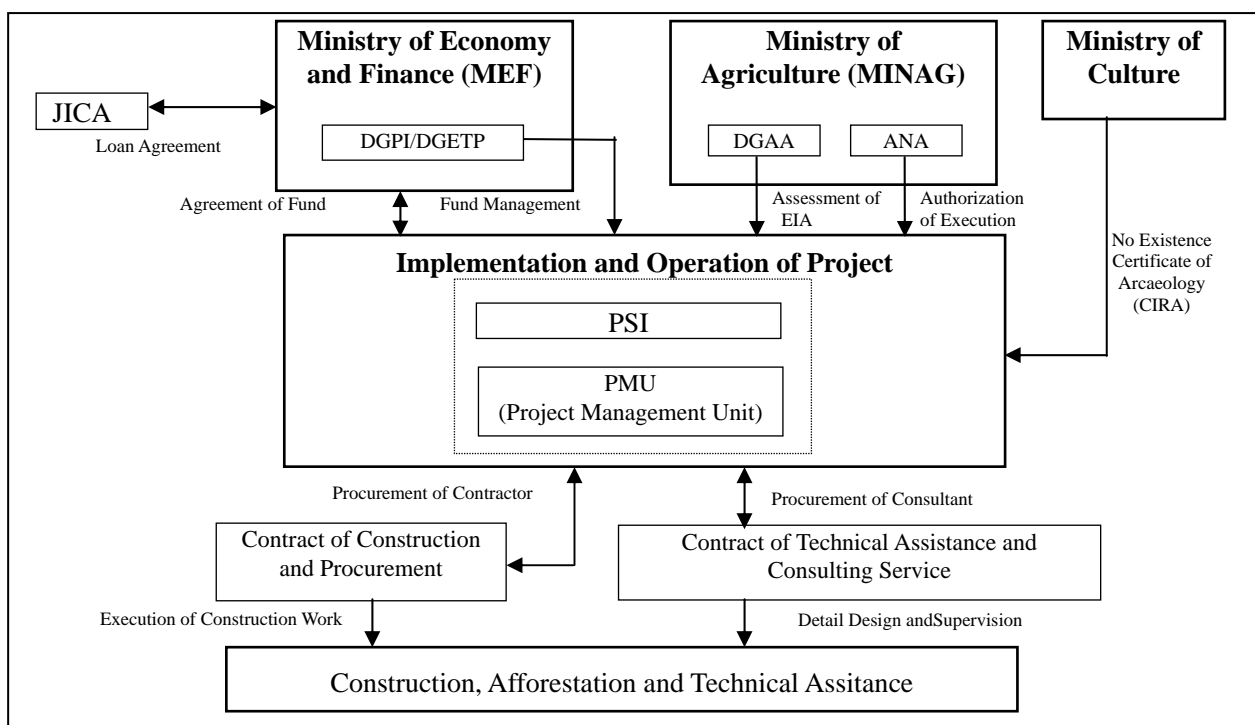 Ministry of Economy
and Finance (MEF)
Ministry of
Agriculture (MINAG)
Ministry of
Culture
JICA
Loan Agreement
DGPI/DGETP
DGAA
ANA
Agreement of Fund
Fund Management
Assessment of
EIA
Authorization
of Execution
No Existence
Certificate of
Arcaeology
(CIRA)
Implementation and Operation of Project
PSI
PMU
(Project Management Unit)
Procurement of Contractor
Procurement of Consultant
Contract of Construction
and Procurement
Contract of Technical Assistance and
Consulting Service
Execution of Construction Work
Detail Design andSupervision
Construction, Afforestation and Technical Assitance